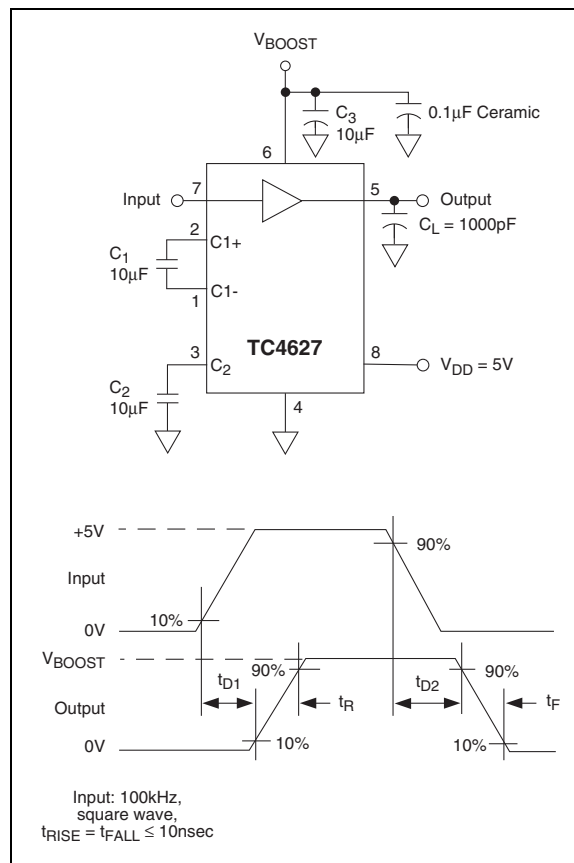 VBOOST
C3
10µF
0.1µF Ceramic
6
Input
7
5
Output
CL = 1000pF
2
C1+
C1
10µF
C1-
1
TC4627
3
C2
8
VDD = 5V
C2
10µF
4
+5V
90%
Input
10%
0V
VBOOST
90%
tD1
tR
tD2
90%
tF
Output
0V
10%
10%
Input: 100kHz,
square wave,
tRISE = tFALL ≤ 10nsec